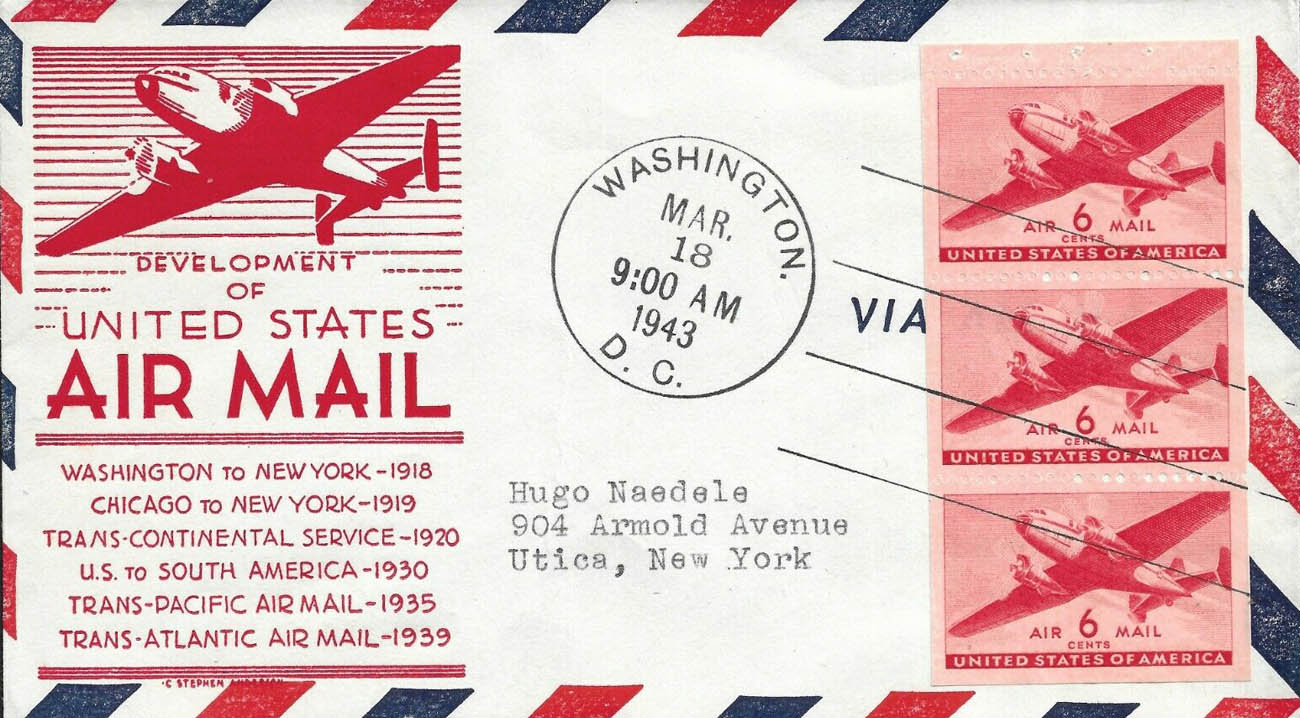 DEVELOPMENT
OF
UNITED STATES
AIR MAIL
WASHINGTON TO NEW YORK-1918
CHICAGO TO NEW YORK-1919
TRANS-CONTINENTAL SERVICE-1920
U.S. TO SOUTH AMERICA-1930
TRANS-PACIFIC AIR MAIL-1935
TRANS-ATLANTIC AIR MAIL-1939
C STEPHEN ANDERSON
WASHINGTON.
MAR.
18
9:00 AM
1943
D. C.
VIA
Hugo Naedele
904 Armold Avenue
Utica, New York
AIR 6 MAIL
CENTS
UNITED STATES OF AMERICA
AIR 6 MAIL
CENTS
UNITED STATES OF AMERICA
AIR 6 MAIL
CENTS
UNITED STATES OF AMERICA